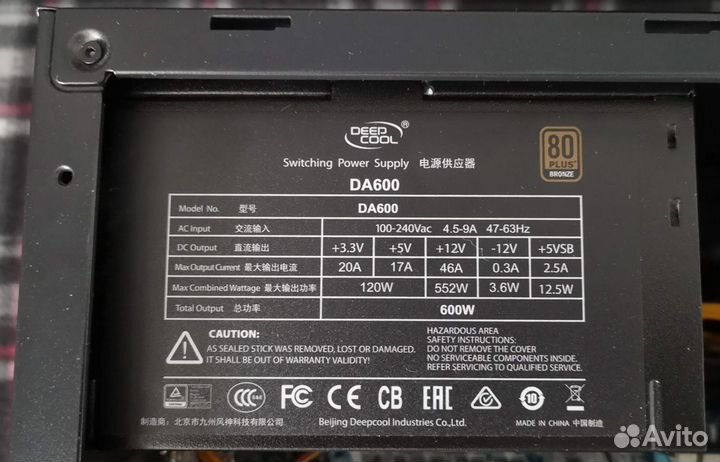 DEEP
COOL ®
80
PLUS
BRONZE
Switching Power Supply 电源供应器
DA600
Model No. 型号 DA600
AC Input 交流输入 100-240Vac 4.5-9A 47-63Hz
DC Output 直流输出 +3.3V +5V +12V -12V +5VSB
Max Output Current 最大输出电流 20A 17A 46A 0.3A 2.5A
Max Combined Wattage 最大输出功率 120W 552W 3.6W 12.5W
Total Output 总功率 600W
CAUTION:
AS SEALED STICK WAS REMOVED, LOST OR DAMAGED.
IT SHALL BE OUT OF WARRANTY VALIDITY!
HAZARDOUS AREA
SAFETY INSTRUCTIONS:
DO NOT REMOVE THE COVER
NO SERVICEABLE COMPONENTS INSIDE.
REFER SERVICING TO QUALIFIED SERVICE.
CCC FC CE CB EAC 10
制造商：北京市九州风神科技有限公司 Beijing Deepcool Industries Co.,Ltd. MADE IN CHINA 中国制造
Avito